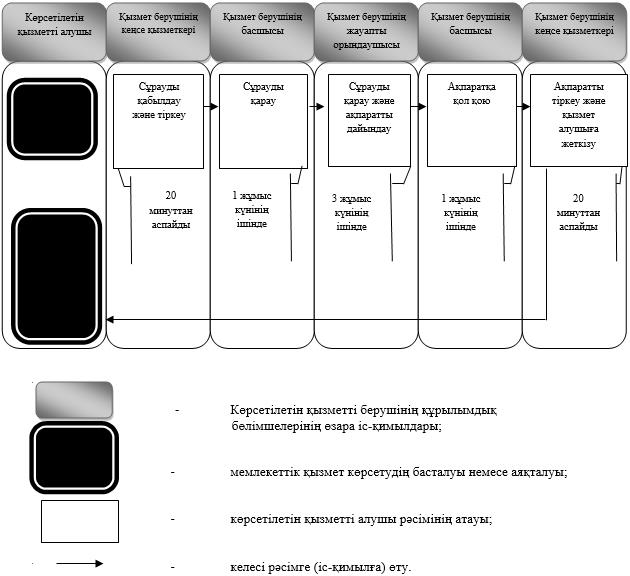 Көрсетілетін
қызметті алушы
Қызмет берушінің
кеңсе қызметкері
Қызмет берушінің
басшысы
Қызмет берушінің
жауапты
орындаушысы
Қызмет берушінің
басшысы
Қызмет берушінің
кеңсе қызметкері
Сұрауды
қабылдау
және тіркеу
Сұрауды
қарау
Сұрауды
қарау және
ақпаратты
дайындау
Ақпаратқа
қол қою
Ақпаратты
тіркеу және
қызмет
алушыға
жеткізу
20
минуттан
аспайды
1 жұмыс
күнінің
ішінде
3 жұмыс
күнінің
ішінде
1 жұмыс
күнінің
ішінде
20
минуттан
аспайды
- Көрсетілетін қызметті берушінің құрылымдық
бөлімшелерінің өзара іс-қимылдары;
- мемлекеттік қызмет көрсетудің басталуы немесе аяқталуы;
- көрсетілетін қызметті алушы рәсімінің атауы;
- келесі рәсімге (іс-қимылға) өту.